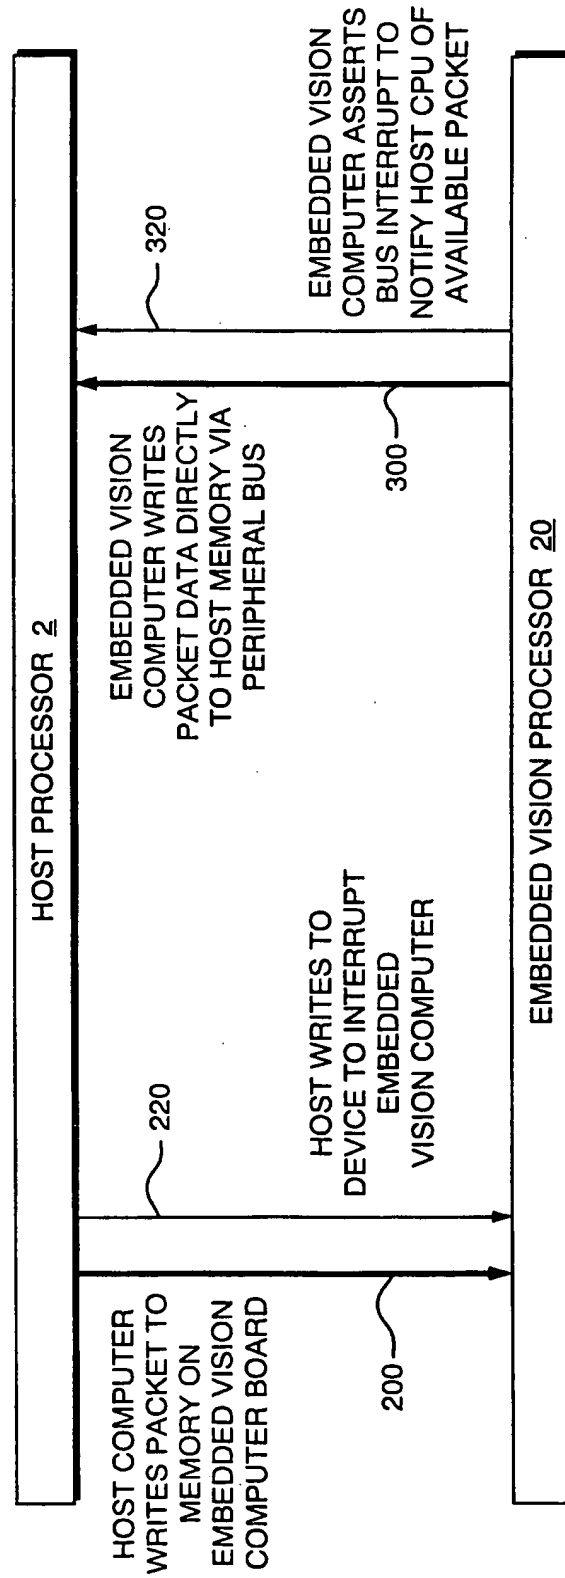 HOST PROCESSOR 2
HOST COMPUTER
WRITES PACKET TO
MEMORY ON
EMBEDDED VISION
COMPUTER BOARD
200
220
HOST WRITES TO
DEVICE TO INTERRUPT
EMBEDDED
VISION COMPUTER
EMBEDDED VISION
COMPUTER WRITES
PACKET DATA DIRECTLY
TO HOST MEMORY VIA
PERIPHERAL BUS
300
320
EMBEDDED VISION
COMPUTER ASSERTS
BUS INTERRUPT TO
NOTIFY HOST CPU OF
AVAILABLE PACKET
EMBEDDED VISION PROCESSOR 20